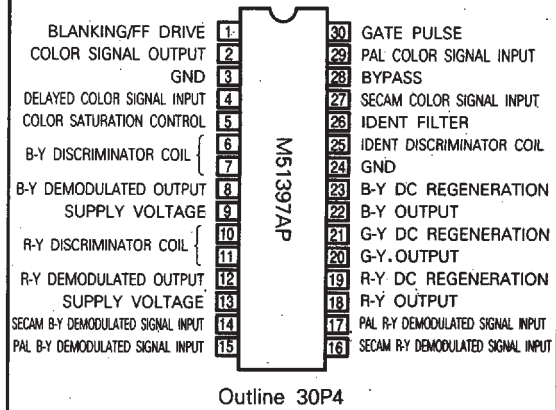 BLANKING/FF DRIVE 1
COLOR SIGNAL OUTPUT 2
GND 3
DELAYED COLOR SIGNAL INPUT 4
COLOR SATURATION CONTROL 5
B-Y DISCRIMINATOR COIL { 6
7
B-Y DEMODULATED OUTPUT 8
SUPPLY VOLTAGE 9
R-Y DISCRIMINATOR COIL { 10
11
R-Y DEMODULATED OUTPUT 12
SUPPLY VOLTAGE 13
SECAM B-Y DEMODULATED SIGNAL INPUT 14
PAL B-Y DEMODULATED SIGNAL INPUT 15
M51397AP
30 GATE PULSE
29 PAL COLOR SIGNAL INPUT
28 BYPASS
27 SECAM COLOR SIGNAL INPUT
26 IDENT FILTER
25 IDENT DISCRIMINATOR COIL
24 GND
23 B-Y DC REGENERATION
22 B-Y OUTPUT
21 G-Y DC REGENERATION
20 G-Y OUTPUT
19 R-Y DC REGENERATION
18 R-Y OUTPUT
17 PAL R-Y DEMODULATED SIGNAL INPUT
16 SECAM R-Y DEMODULATED SIGNAL INPUT
Outline 30P4